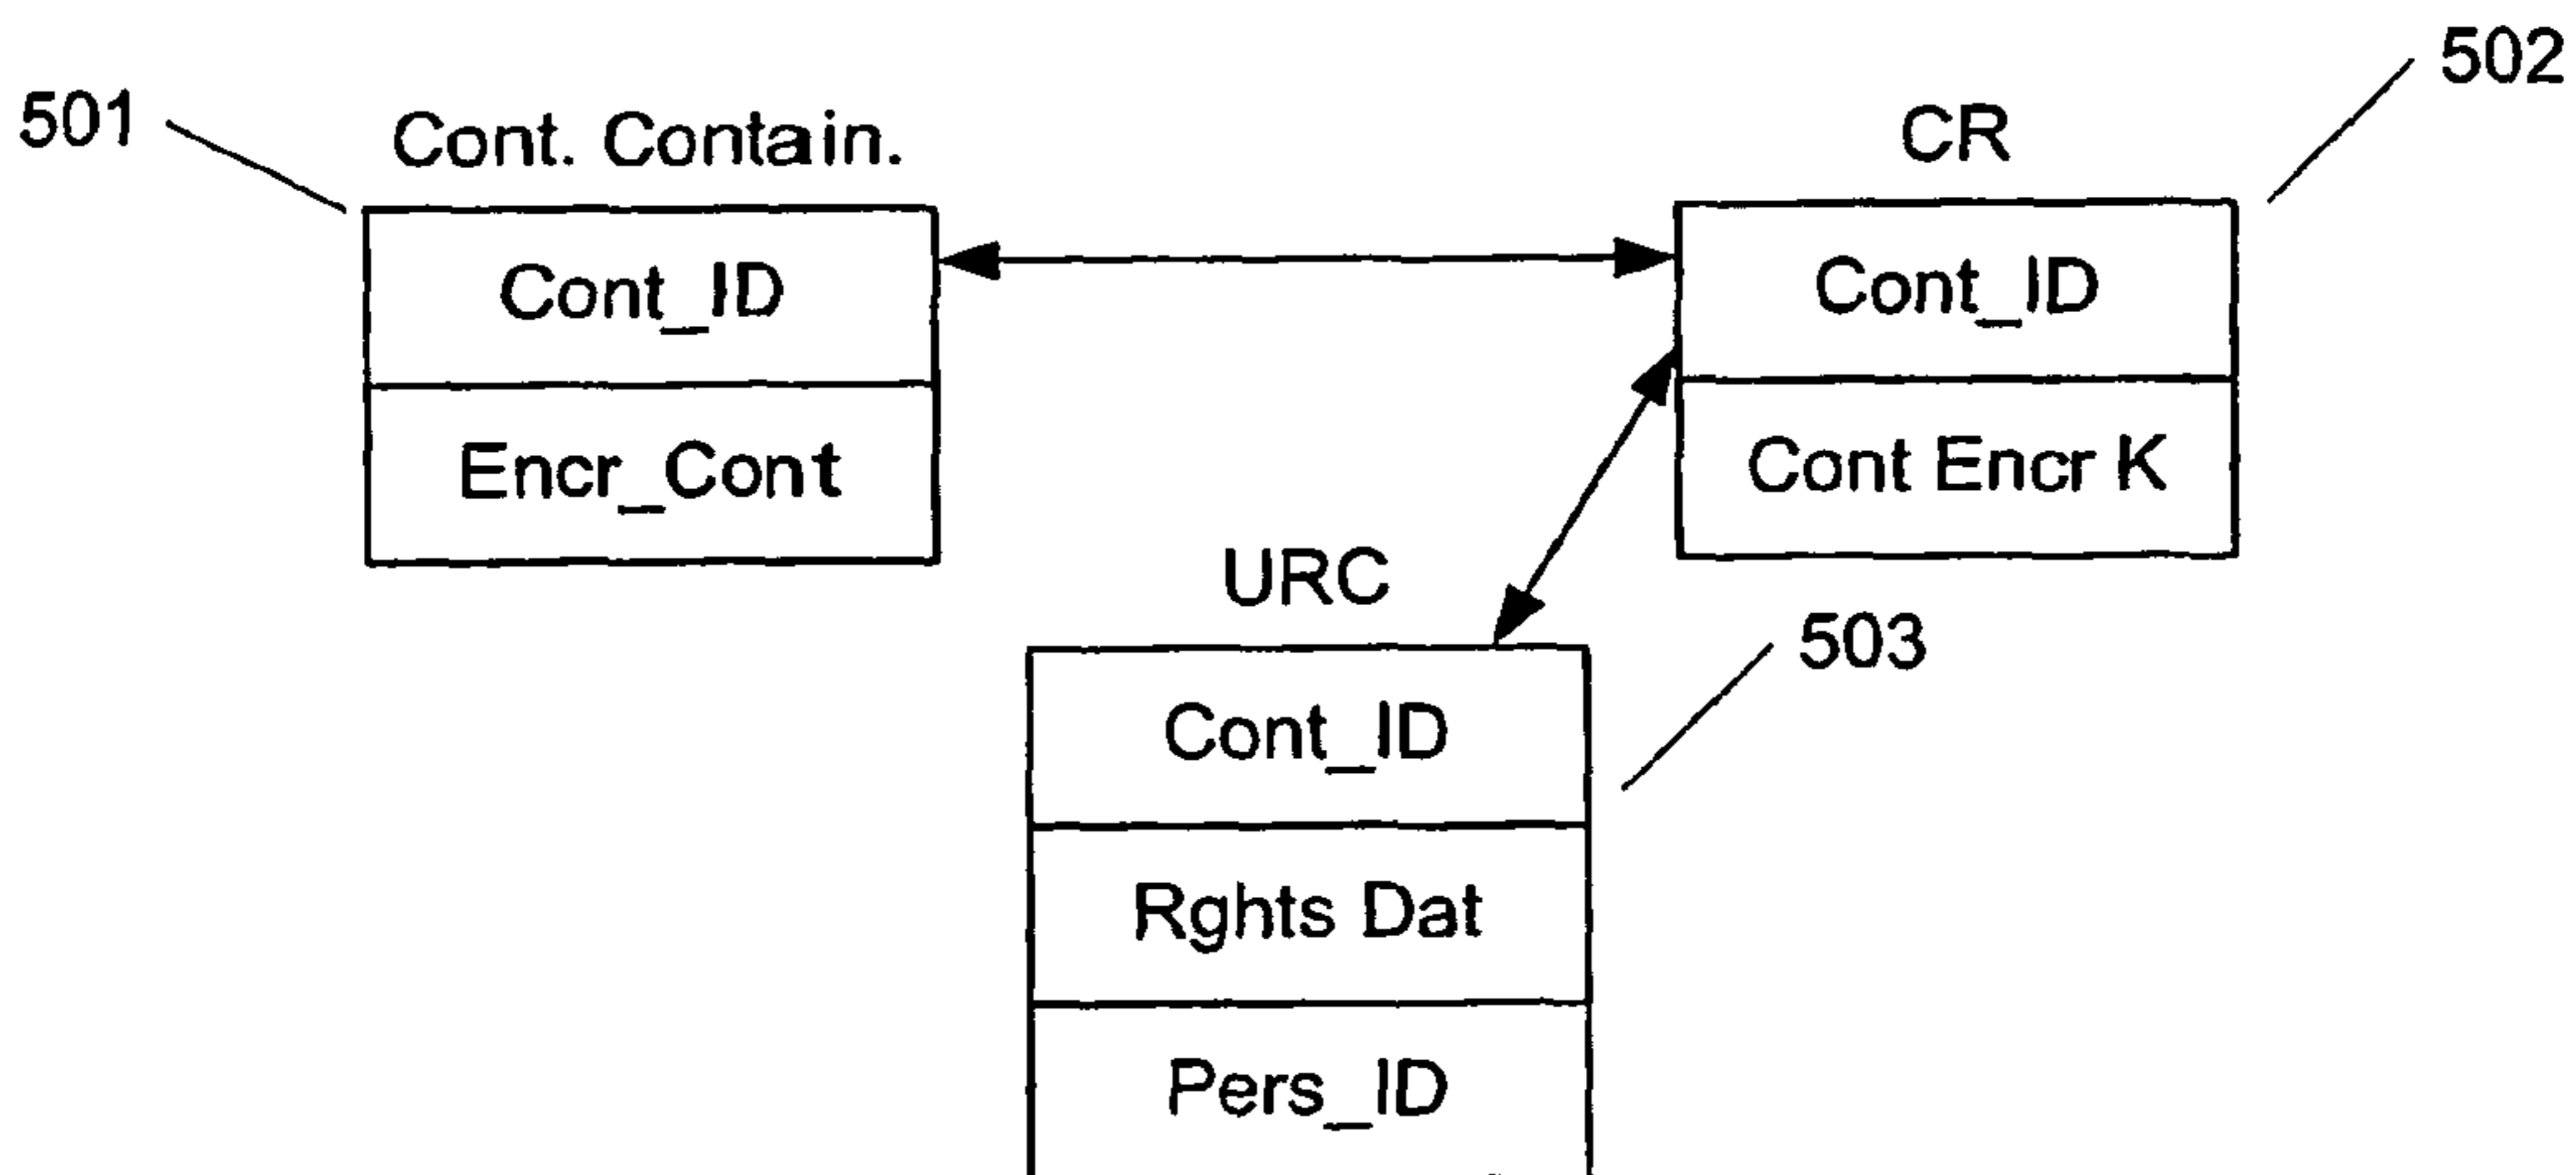 501
Cont. Contain.
Cont_ID
Encr_Cont
502
CR
Cont_ID
Cont Encr K
URC
503
Cont_ID
Rghts Dat
Pers_ID